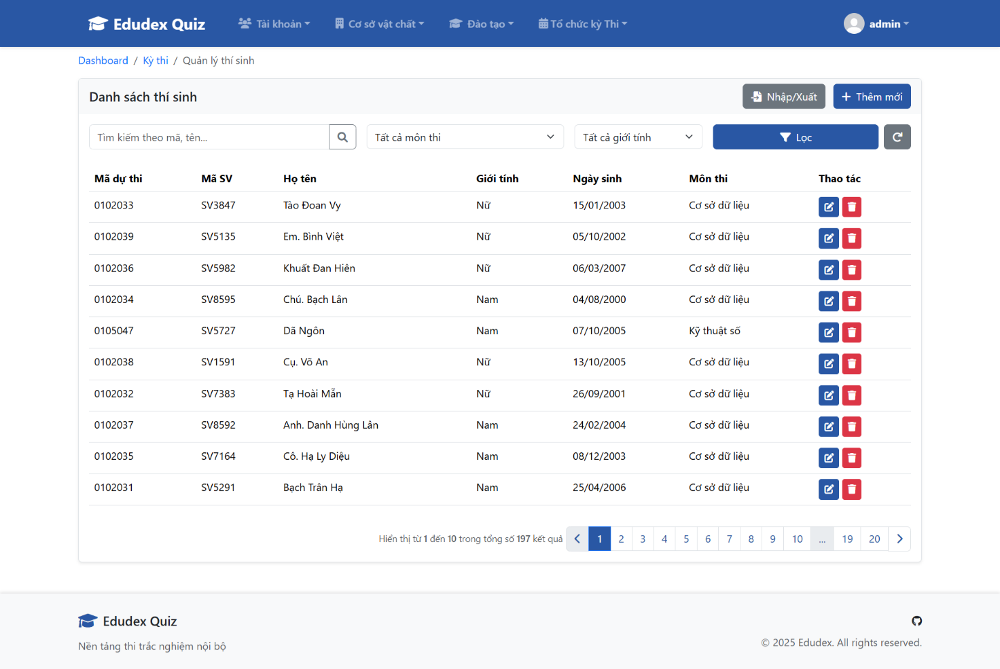 Edudex Quiz Tài khoản Cơ sở vật chất Đào tạo Tổ chức kỳ Thi admin
Dashboard / Kỳ thi / Quản lý thí sinh
Danh sách thí sinh Nhập/Xuất Thêm mới
Tìm kiếm theo mã, tên... Tất cả môn thi Tất cả giới tính Lọc
Mã dự thi Mã SV Họ tên Giới tính Ngày sinh Môn thi Thao tác
0102033 SV3847 Tào Đoan Vy Nữ 15/01/2003 Cơ sở dữ liệu
0102039 SV5135 Em. Bình Việt Nữ 05/10/2002 Cơ sở dữ liệu
0102036 SV5982 Khuất Đan Hiên Nữ 06/03/2007 Cơ sở dữ liệu
0102034 SV8595 Chú. Bạch Lân Nam 04/08/2000 Cơ sở dữ liệu
0105047 SV5727 Dã Ngôn Nam 07/10/2005 Kỹ thuật số
0102038 SV1591 Cụ. Võ An Nữ 13/10/2005 Cơ sở dữ liệu
0102032 SV7383 Tạ Hoài Mẫn Nữ 26/09/2001 Cơ sở dữ liệu
0102037 SV8592 Anh. Danh Hùng Lân Nam 24/02/2004 Cơ sở dữ liệu
0102035 SV7164 Cô. Hạ Ly Diệu Nam 08/12/2003 Cơ sở dữ liệu
0102031 SV5291 Bạch Trân Hạ Nam 25/04/2006 Cơ sở dữ liệu
Hiển thị từ 1 đến 10 trong tổng số 197 kết quả 1 2 3 4 5 6 7 8 9 10 ... 19 20
Edudex Quiz
Nền tảng thi trắc nghiệm nội bộ
© 2025 Edudex. All rights reserved.